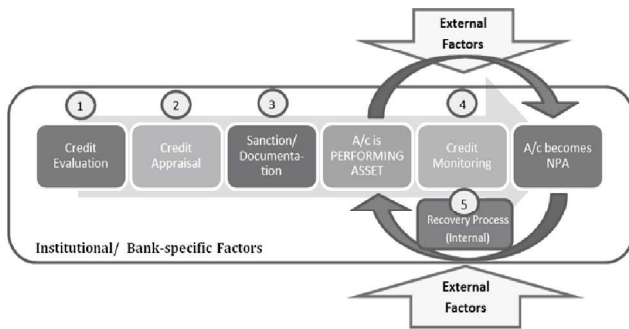 External
Factors
1
2
3
4
Credit
Evaluation
Credit
Appraisal
Sanction/
Documenta-
tion
A/c is
PERFORMING
ASSET
Credit
Monitoring
A/c becomes
NPA
5
Recovery Process
(Internal)
Institutional/ Bank-specific Factors
External
Factors